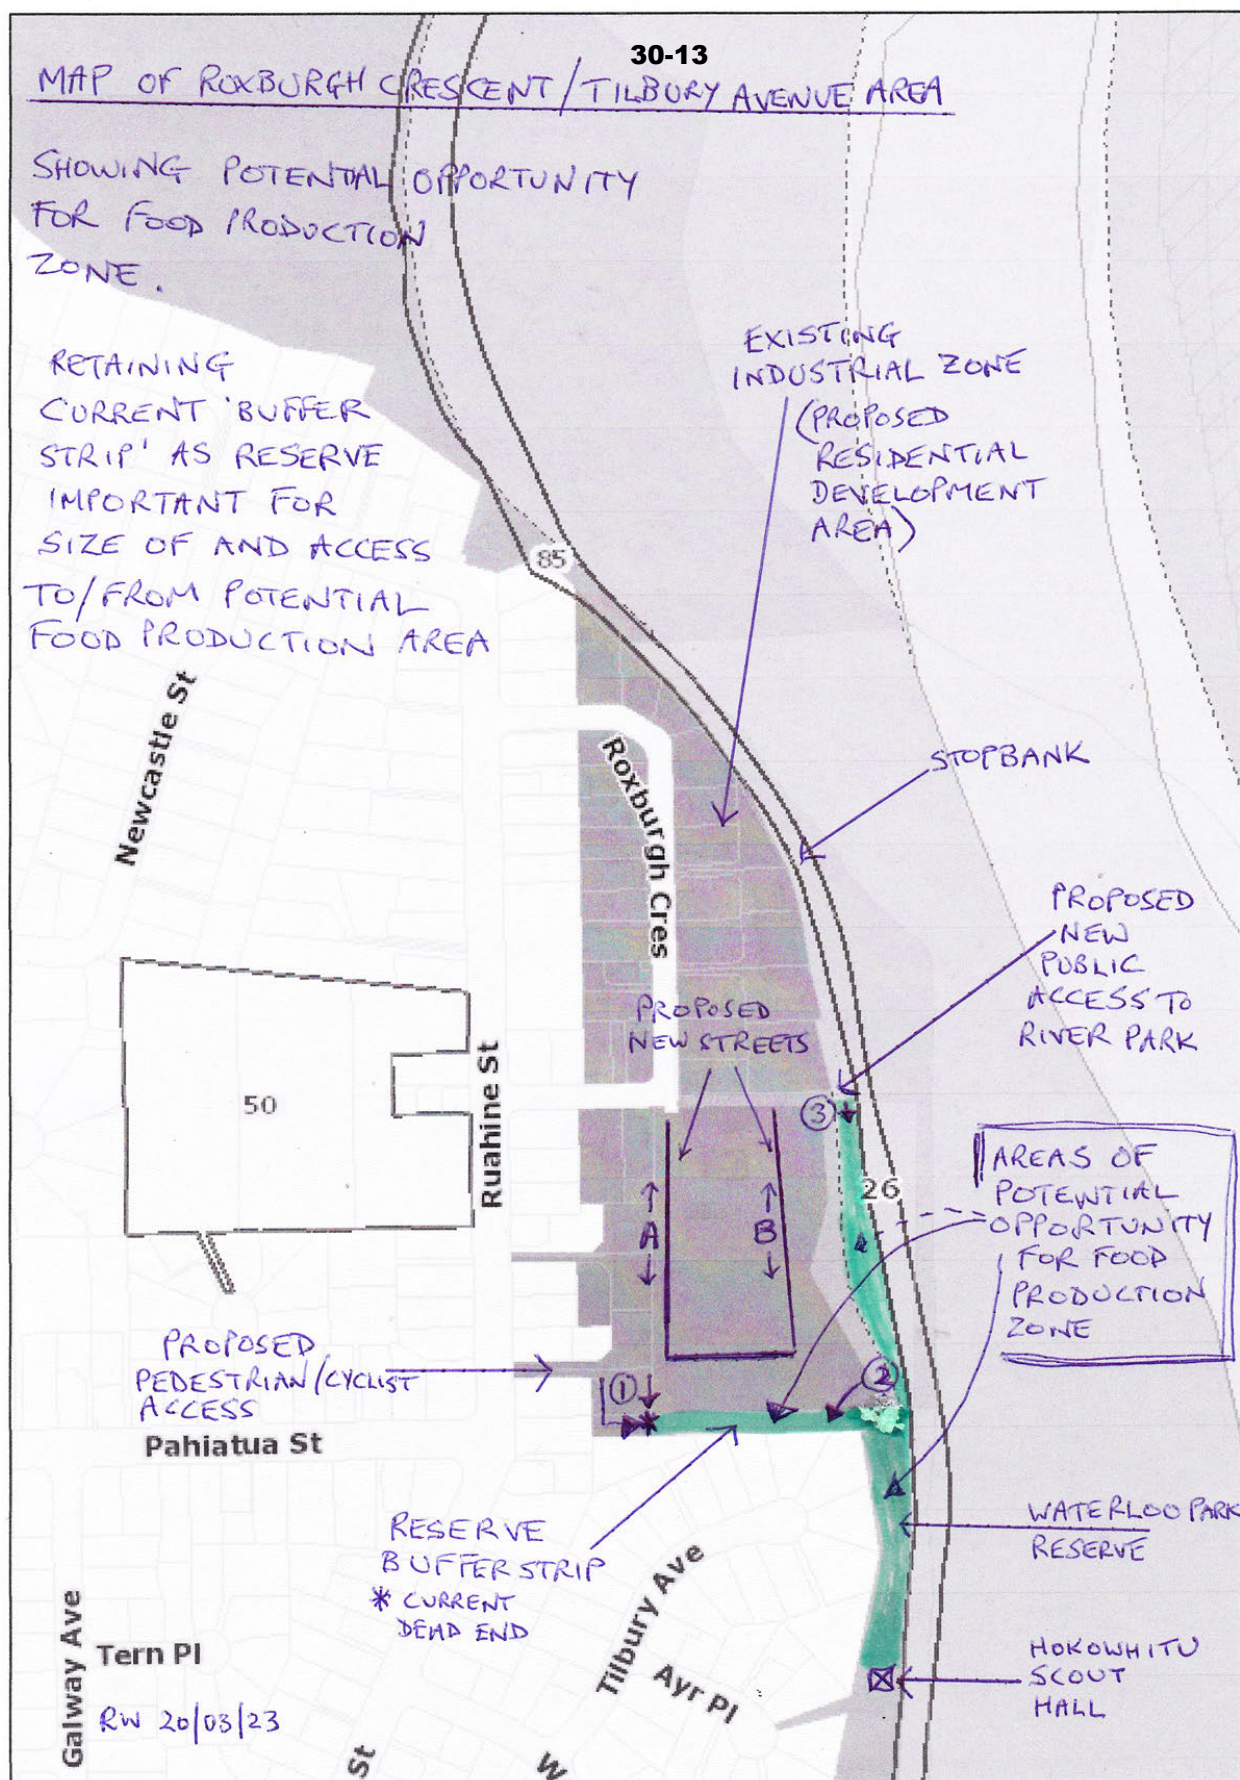 30-13
MAP OF ROXBURGH CRESCENT/TILBURY AVENUE AREA
SHOWING POTENTIAL OPPORTUNITY
FOR FOOD PRODUCTION
ZONE.
RETAINING
CURRENT 'BUFFER
STRIP' AS RESERVE
IMPORTANT FOR
SIZE OF AND ACCESS
TO/FROM POTENTIAL
FOOD PRODUCTION AREA
EXISTING
INDUSTRIAL ZONE
(PROPOSED
RESIDENTIAL
DEVELOPMENT
AREA)
85
Newcastle St
Roxburgh Cres
STOPBANK
PROPOSED
NEW
PUBLIC
ACCESS TO
RIVER PARK
PROPOSED
NEW STREETS
50
Ruahine St
3
26
A
B
AREAS OF
POTENTIAL
OPPORTUNITY
FOR FOOD
PRODUCTION
ZONE
PROPOSED
PEDESTRIAN/CYCLIST
ACCESS
1
2
Pahiatua St
RESERVE
BUFFER STRIP
* CURRENT
DEAD END
WATERLOO PARK
RESERVE
Tilbury Ave
Ayr Pl
HOKOWHITU
SCOUT
HALL
Galway Ave
Tern Pl
RW 20/03/23
St
W